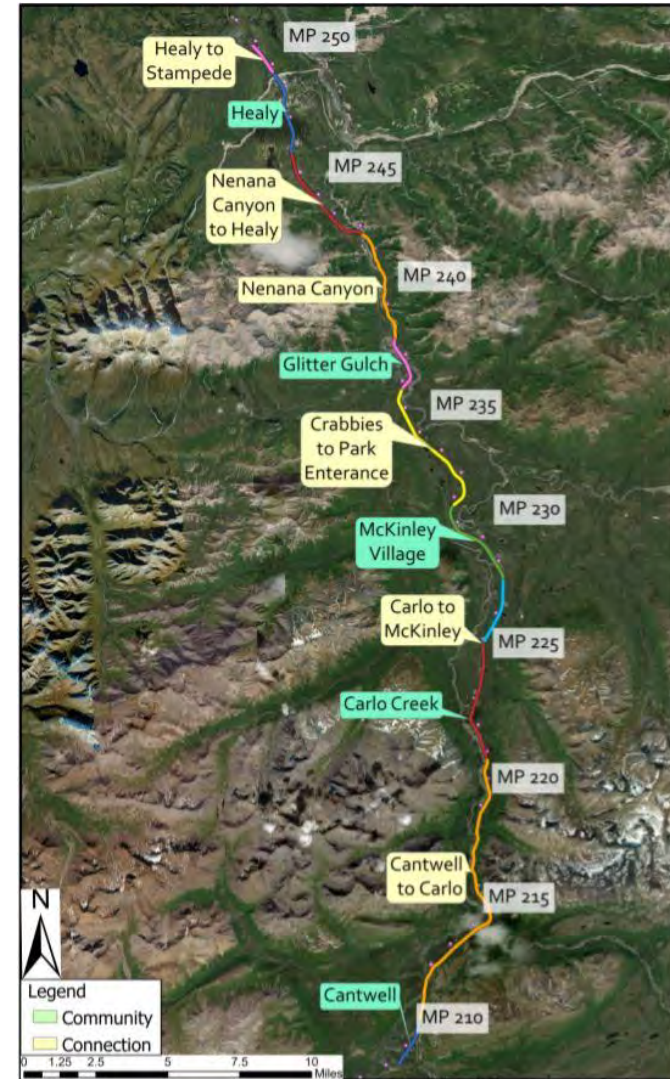 MP 250
Healy to
Stampede
Healy
MP 245
Nenana
Canyon
to Healy
MP 240
Nenana Canyon
Glitter Gulch
MP 235
Crabbies
to Park
Enterance
MP 230
McKinley
Village
Carlo to
McKinley
MP 225
Carlo Creek
MP 220
Cantwell
to Carlo
MP 215
N
Cantwell
MP 210
Legend
Community
Connection
0 1.25 2.5 5 7.5 10
Miles